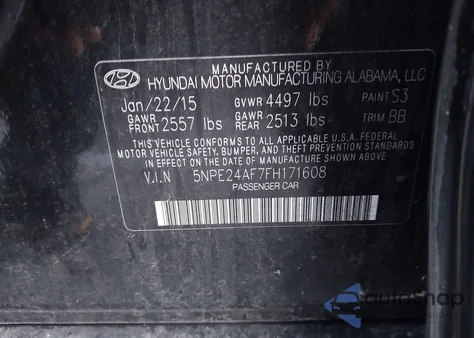 MANUFACTURED BY
HYUNDAI MOTOR MANUFACTURING ALABAMA, LLC
Jan/22/15 GVWR 4497 lbs PAINT S3
GAWR FRONT 2557 lbs GAWR REAR 2513 lbs TRIM BB
THIS VEHICLE CONFORMS TO ALL APPLICABLE U.S.A. FEDERAL
MOTOR VEHICLE SAFETY, BUMPER, AND THEFT PREVENTION STANDARDS
IN EFFECT ON THE DATE OF MANUFACTURE SHOWN ABOVE.
V.I.N 5NPE24AF7FH171608
PASSENGER CAR
autoshop